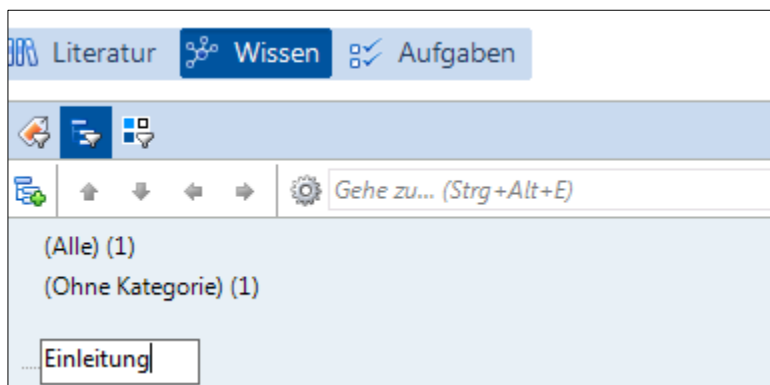 Literatur Wissen Aufgaben
Gehe zu... (Strg+Alt+E)
(Alle) (1)
(Ohne Kategorie) (1)
Einleitung